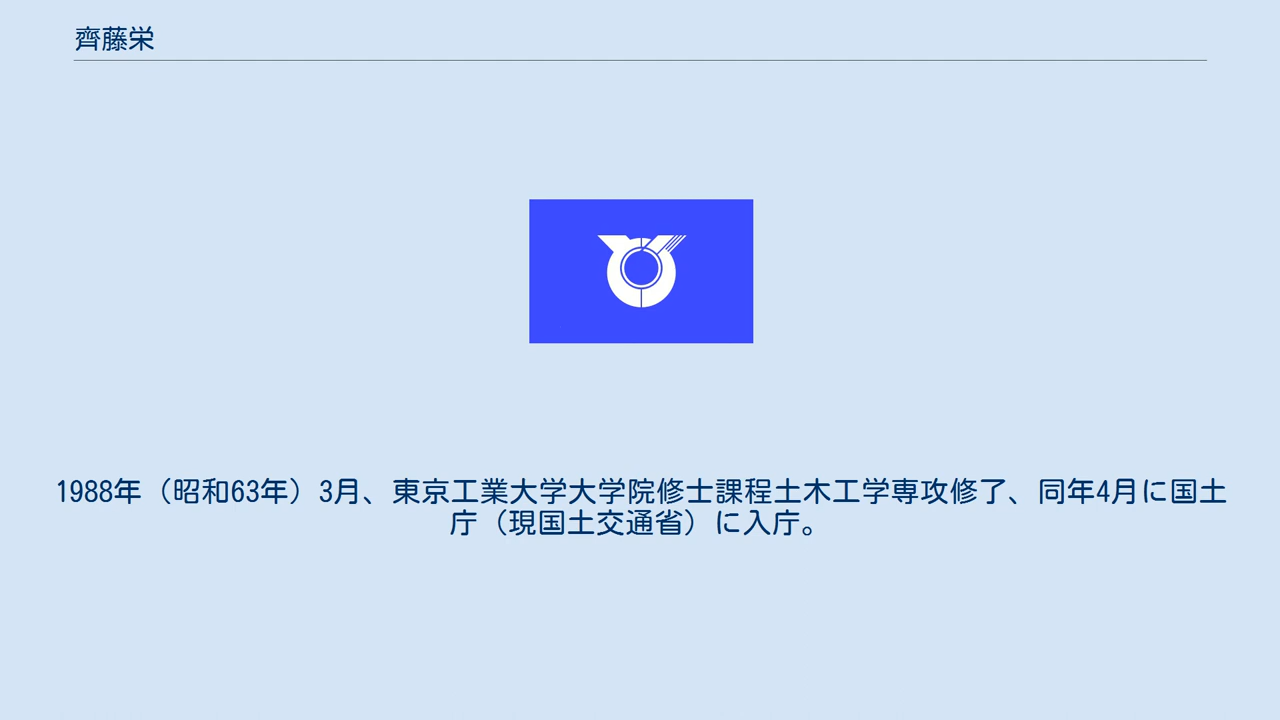 齊藤栄
1988年（昭和63年）3月、東京工業大学大学院修士課程土木工学専攻修了、同年4月に国土
庁（現国土交通省）に入庁。